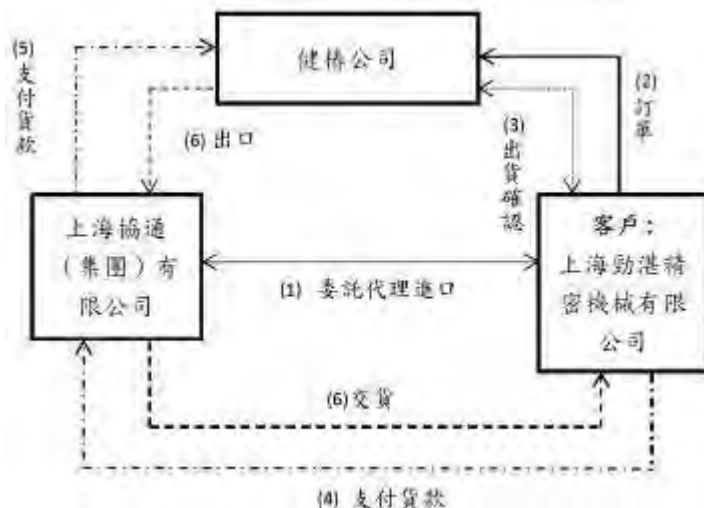 (5)支付貨款
健椿公司
(2)訂單
(6) 出口
(3)出貨確認
上海協通
（集團）有
限公司
客戶：
上海勁湛精
密機械有限
公司
(1) 委託代理進口
(6)交貨
(4) 支付貨款